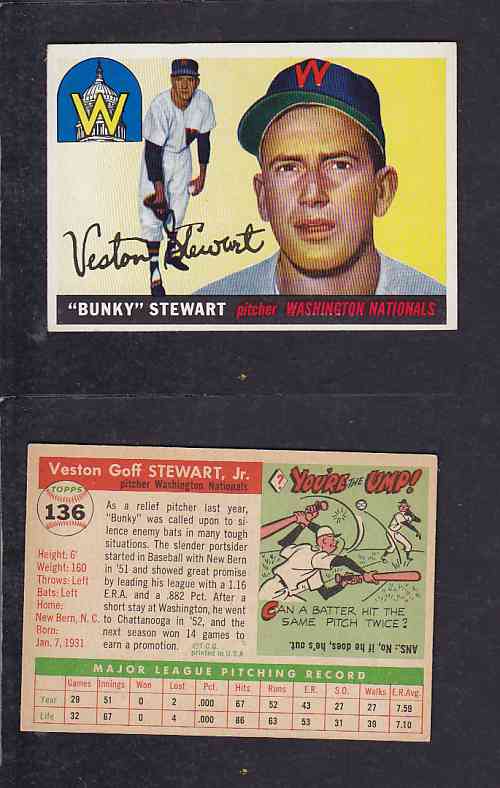 W
W
Veston Stewart
"BUNKY" STEWART pitcher WASHINGTON NATIONALS
Veston Goff STEWART, Jr.
pitcher Washington Nationals
TOPPS
136
Height: 6'
Weight: 160
Throws: Left
Bats: Left
Home:
New Bern, N. C.
Born:
Jan. 7, 1931
As a relief pitcher last year,
"Bunky" was called upon to si-
lence enemy bats in many tough
situations. The slender portsider
started in Baseball with New Bern
in '51 and showed great promise
by leading his league with a 1.16
E.R.A. and a .882 Pct. After a
short stay at Washington, he went
to Chattanooga in '52, and the
next season won 14 games to
earn a promotion.
©T.C.G.
printed in U.S.A
? YOU'RE THE UMP!
CAN A BATTER HIT THE
SAME PITCH TWICE?
ANS: No, if he does, he's out.
MAJOR LEAGUE PITCHING RECORD
Games Innings Won Lost Pct. Hits Runs E.R. S.O. Walks E.R.Avg.
Year 29 51 0 2 .000 67 52 43 27 27 7.59
Life 32 67 0 4 .000 86 63 53 31 39 7.10